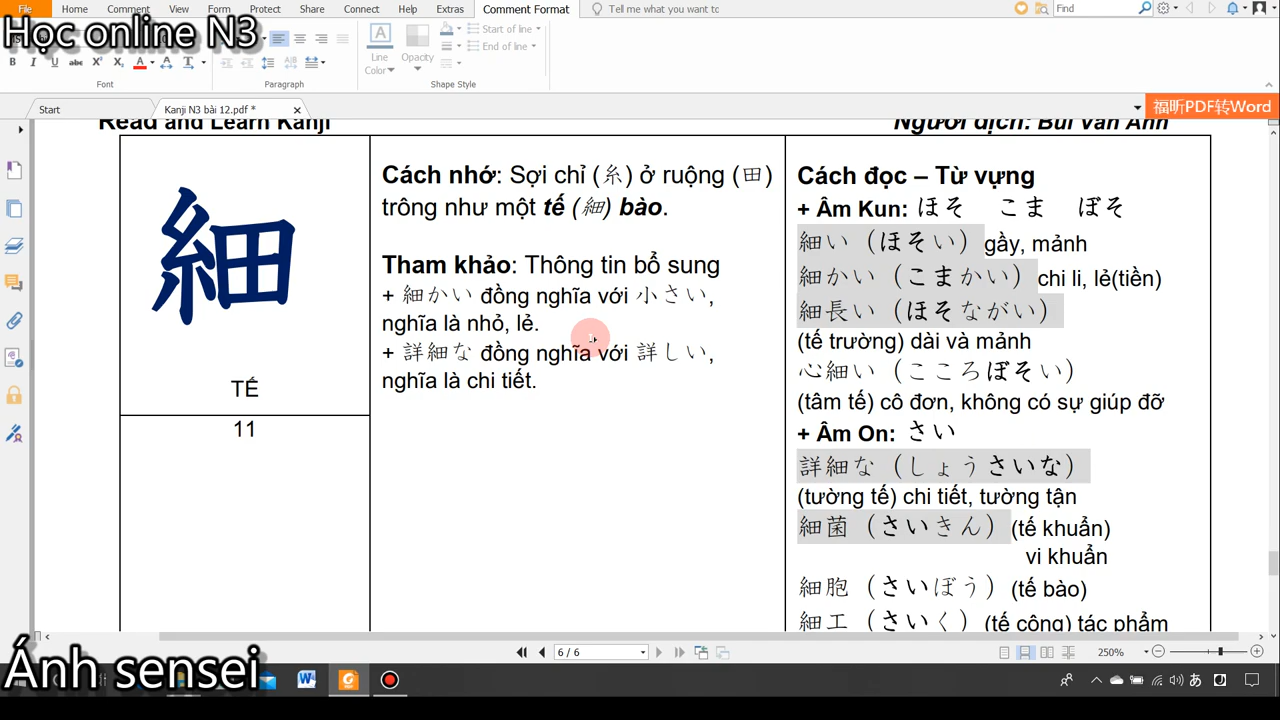 File Home Comment View Form Protect Share Connect Help Extras Comment Format Tell me what you want to Find
Học online N3
Start of line
End of line
Line Color
Opacity
B I U abc X² X₂ A A T
Font Paragraph Shape Style
Start Kanji N3 bài 12.pdf * 福昕PDF转Word
Read and Learn Kanji Người dịch: Bùi Văn Anh
細
TẾ
11
Cách nhớ: Sợi chỉ (糸) ở ruộng (田)
trông như một tế (細) bào.
Tham khảo: Thông tin bổ sung
+ 細かい đồng nghĩa với 小さい,
nghĩa là nhỏ, lẻ.
+ 詳細な đồng nghĩa với 詳しい,
nghĩa là chi tiết.
Cách đọc – Từ vựng
+ Âm Kun: ほそ こま ぼそ
細い（ほそい）gầy, mảnh
細かい（こまかい）chi li, lẻ(tiền)
細長い（ほそながい）
(tế trường) dài và mảnh
心細い（こころぼそい）
(tâm tế) cô đơn, không có sự giúp đỡ
+ Âm On: さい
詳細な（しょうさいな）
(tường tế) chi tiết, tường tận
細菌（さいきん）(tế khuẩn)
vi khuẩn
細胞（さいぼう）(tế bào)
細工（さいく）(tế công) tác phẩm
6 / 6 250%
Ánh sensei
あ